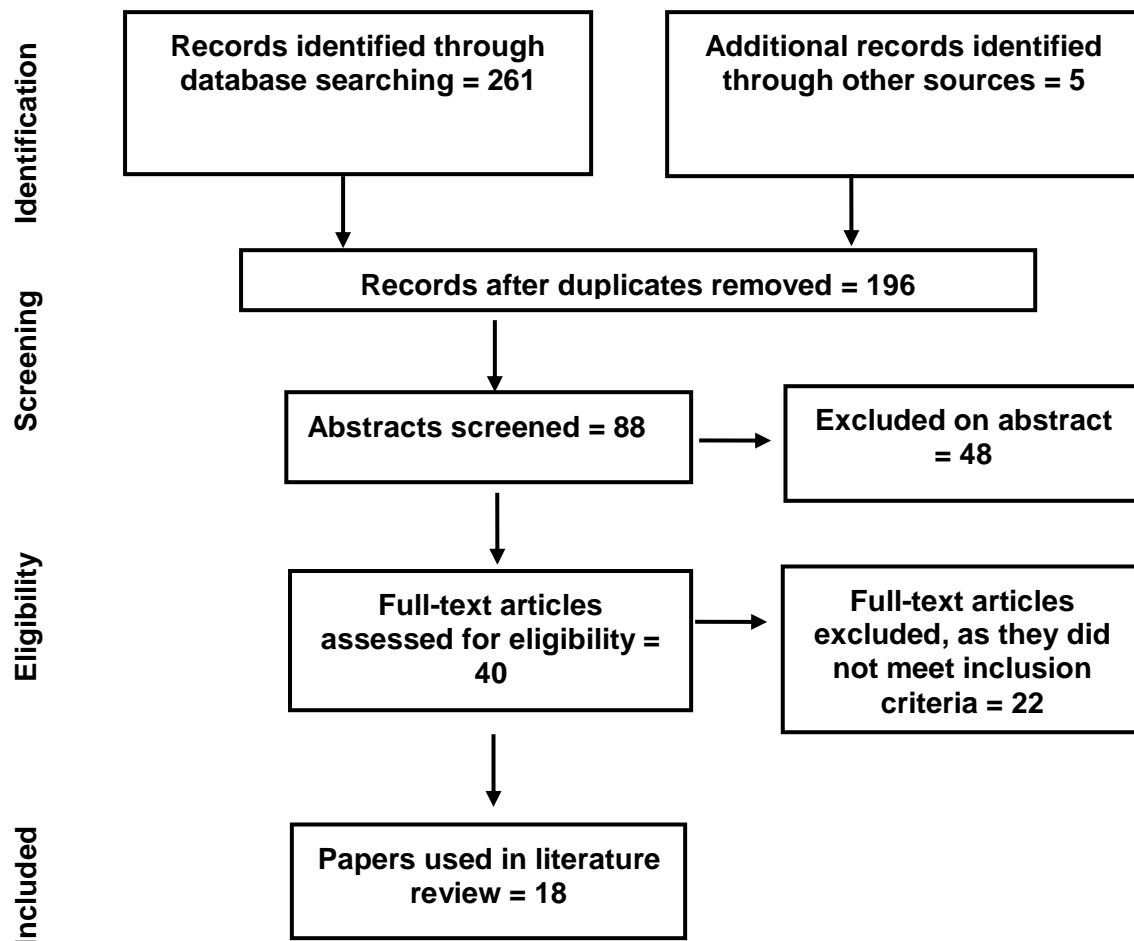 Identification
Records identified through
database searching = 261
Additional records identified
through other sources = 5
Records after duplicates removed = 196
Screening
Abstracts screened = 88
Excluded on abstract
= 48
Eligibility
Full-text articles
assessed for eligibility =
40
Full-text articles
excluded, as they did
not meet inclusion
criteria = 22
Included
Papers used in literature
review = 18